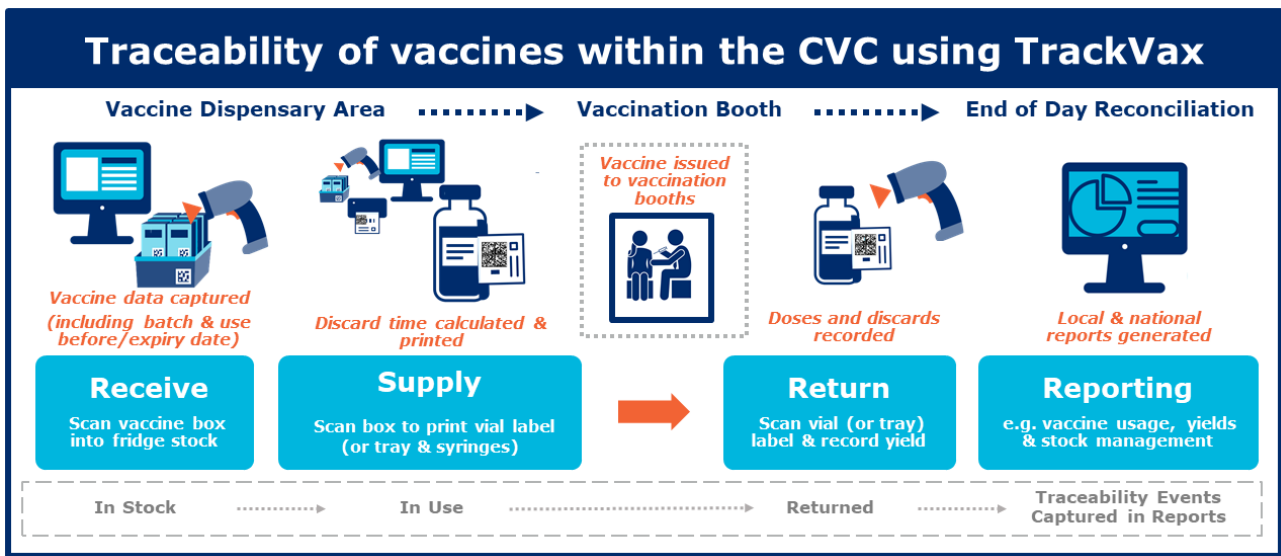 Traceability of vaccines within the CVC using TrackVax
Vaccine Dispensary Area
Vaccination Booth
End of Day Reconciliation
Vaccine data captured
(including batch & use
before/expiry date)
Discard time calculated &
printed
Vaccine issued
to vaccination
booths
Doses and discards
recorded
Local & national
reports generated
Receive
Scan vaccine box
into fridge stock
Supply
Scan box to print vial label
(or tray & syringes)
Return
Scan vial (or tray)
label & record yield
Reporting
e.g. vaccine usage, yields
& stock management
In Stock
In Use
Returned
Traceability Events
Captured in Reports